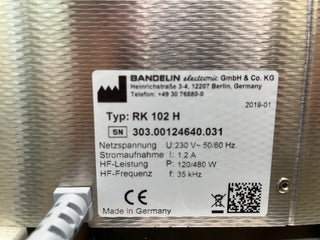 BANDELIN electronic GmbH & Co. KG
Heinrichstraße 3-4, 12207 Berlin, Germany
Telefon: +49 30 76880-0
2019-01
Typ: RK 102 H
SN 303.00124640.031
Netzspannung U: 230 V~ 50/60 Hz
Stromaufnahme I: 1.2 A
HF-Leistung P: 120/480 W
HF-Frequenz f: 35 kHz
CE
Made in Germany